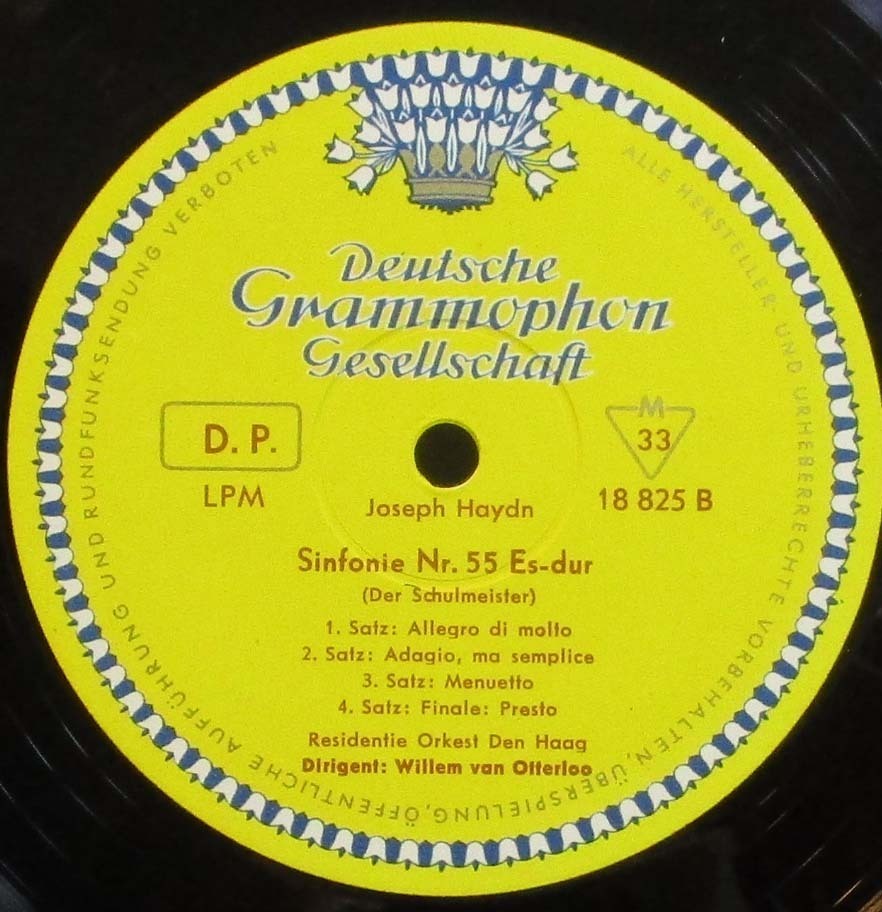 Deutsche
Grammophon
Gesellschaft
D. P.
LPM
M
33
18 825 B
Joseph Haydn
Sinfonie Nr. 55 Es-dur
(Der Schulmeister)
1. Satz: Allegro di molto
2. Satz: Adagio, ma semplice
3. Satz: Menuetto
4. Satz: Finale: Presto
Residentie Orkest Den Haag
Dirigent: Willem van Otterloo
ALLE HERSTELLER- UND URHEBERRECHTE VORBEHALTEN, ÜBERSPIELUNG, ÖFFENTLICHE AUFFÜHRUNG UND RUNDFUNKSENDUNG VERBOTEN